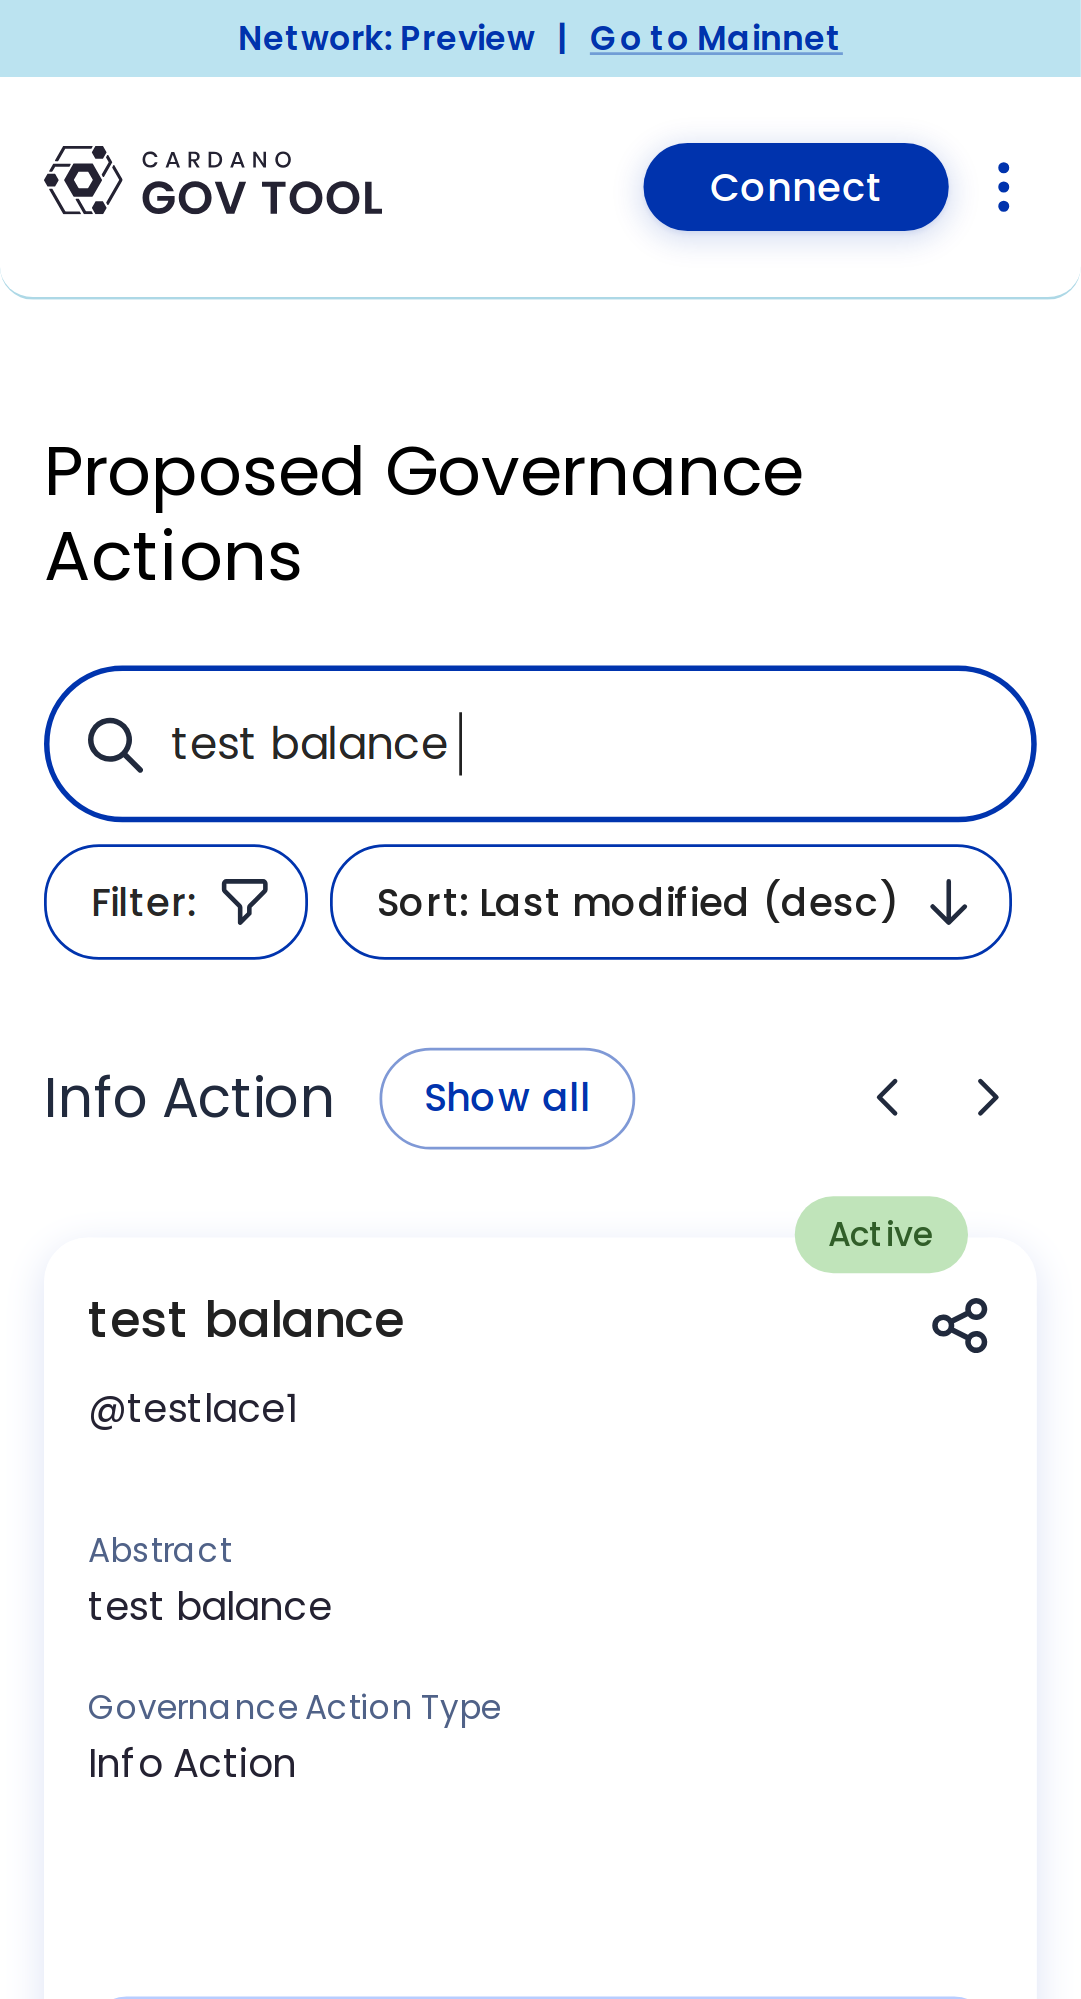 Network: Preview | Go to Mainnet
CARDANO
GOV TOOL
Connect
Proposed Governance
Actions
test balance
Filter:
Sort: Last modified (desc)
Info Action
Show all
Active
test balance
@testlace1
Abstract
test balance
Governance Action Type
Info Action